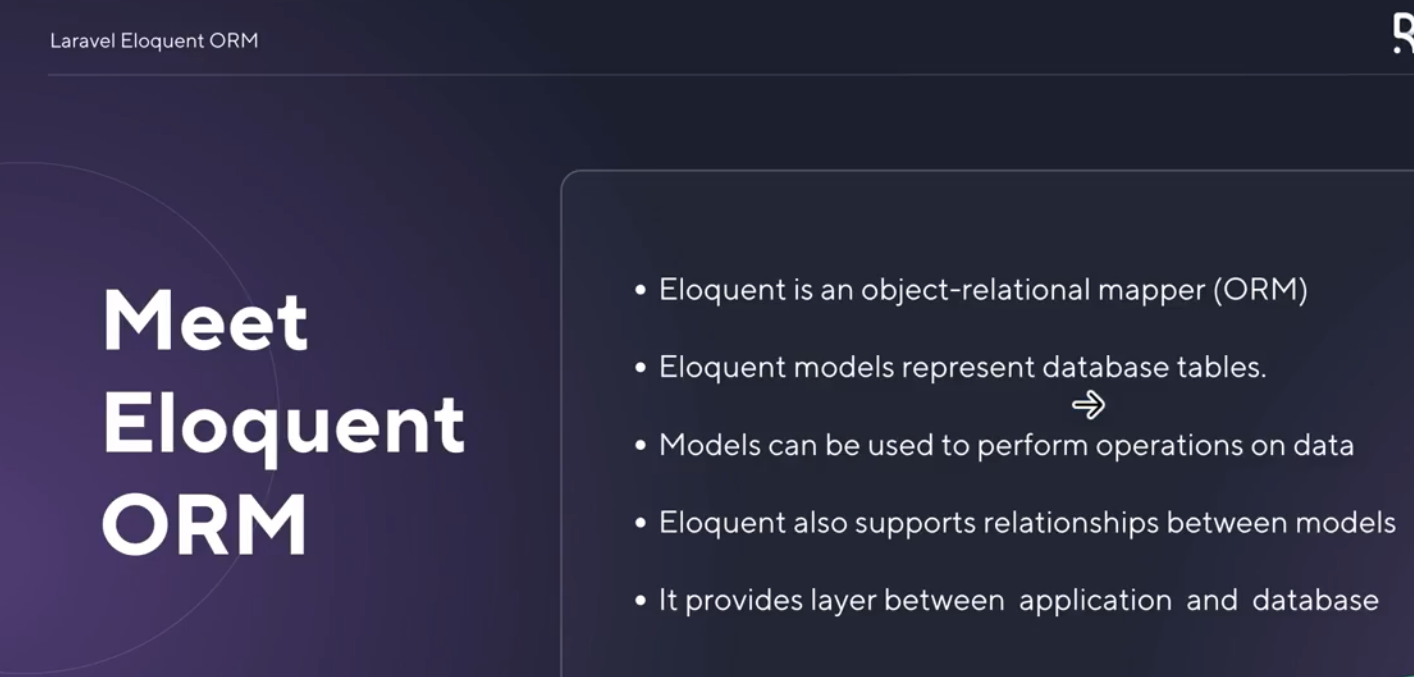 Laravel Eloquent ORM
Meet
Eloquent
ORM
• Eloquent is an object-relational mapper (ORM)
• Eloquent models represent database tables.
• Models can be used to perform operations on data
• Eloquent also supports relationships between models
• It provides layer between application and database